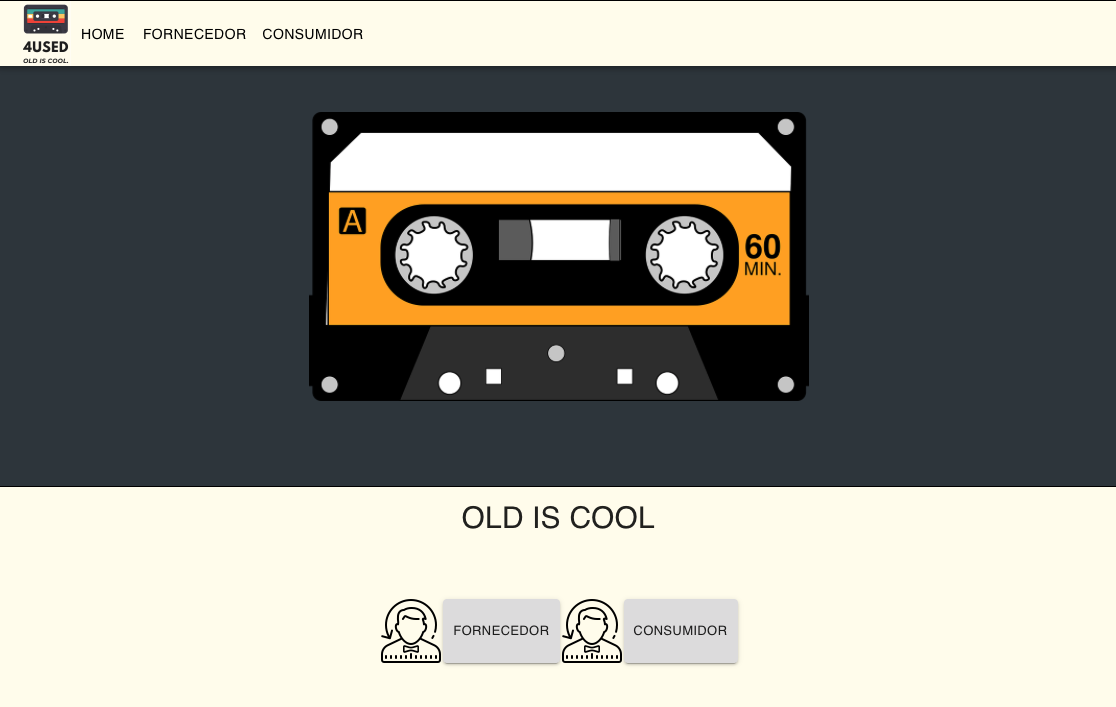 4USED
OLD IS COOL.
HOME FORNECEDOR CONSUMIDOR
A
60
MIN.
OLD IS COOL
FORNECEDOR CONSUMIDOR